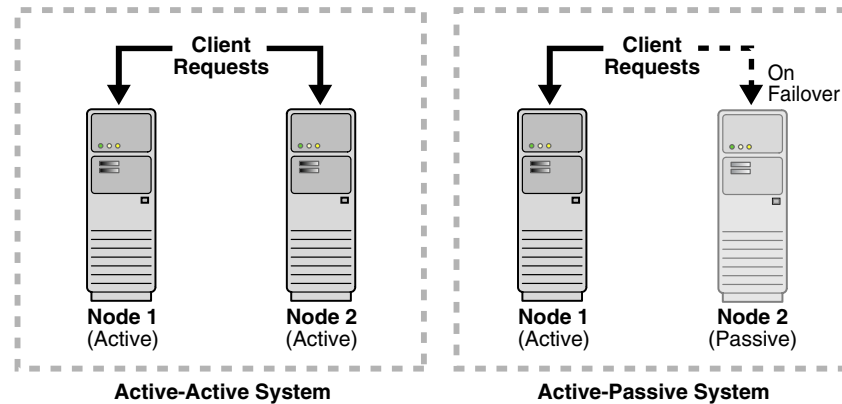 Client
Requests
Node 1
(Active)
Node 2
(Active)
Active-Active System
Client
Requests
On
Failover
Node 1
(Active)
Node 2
(Passive)
Active-Passive System